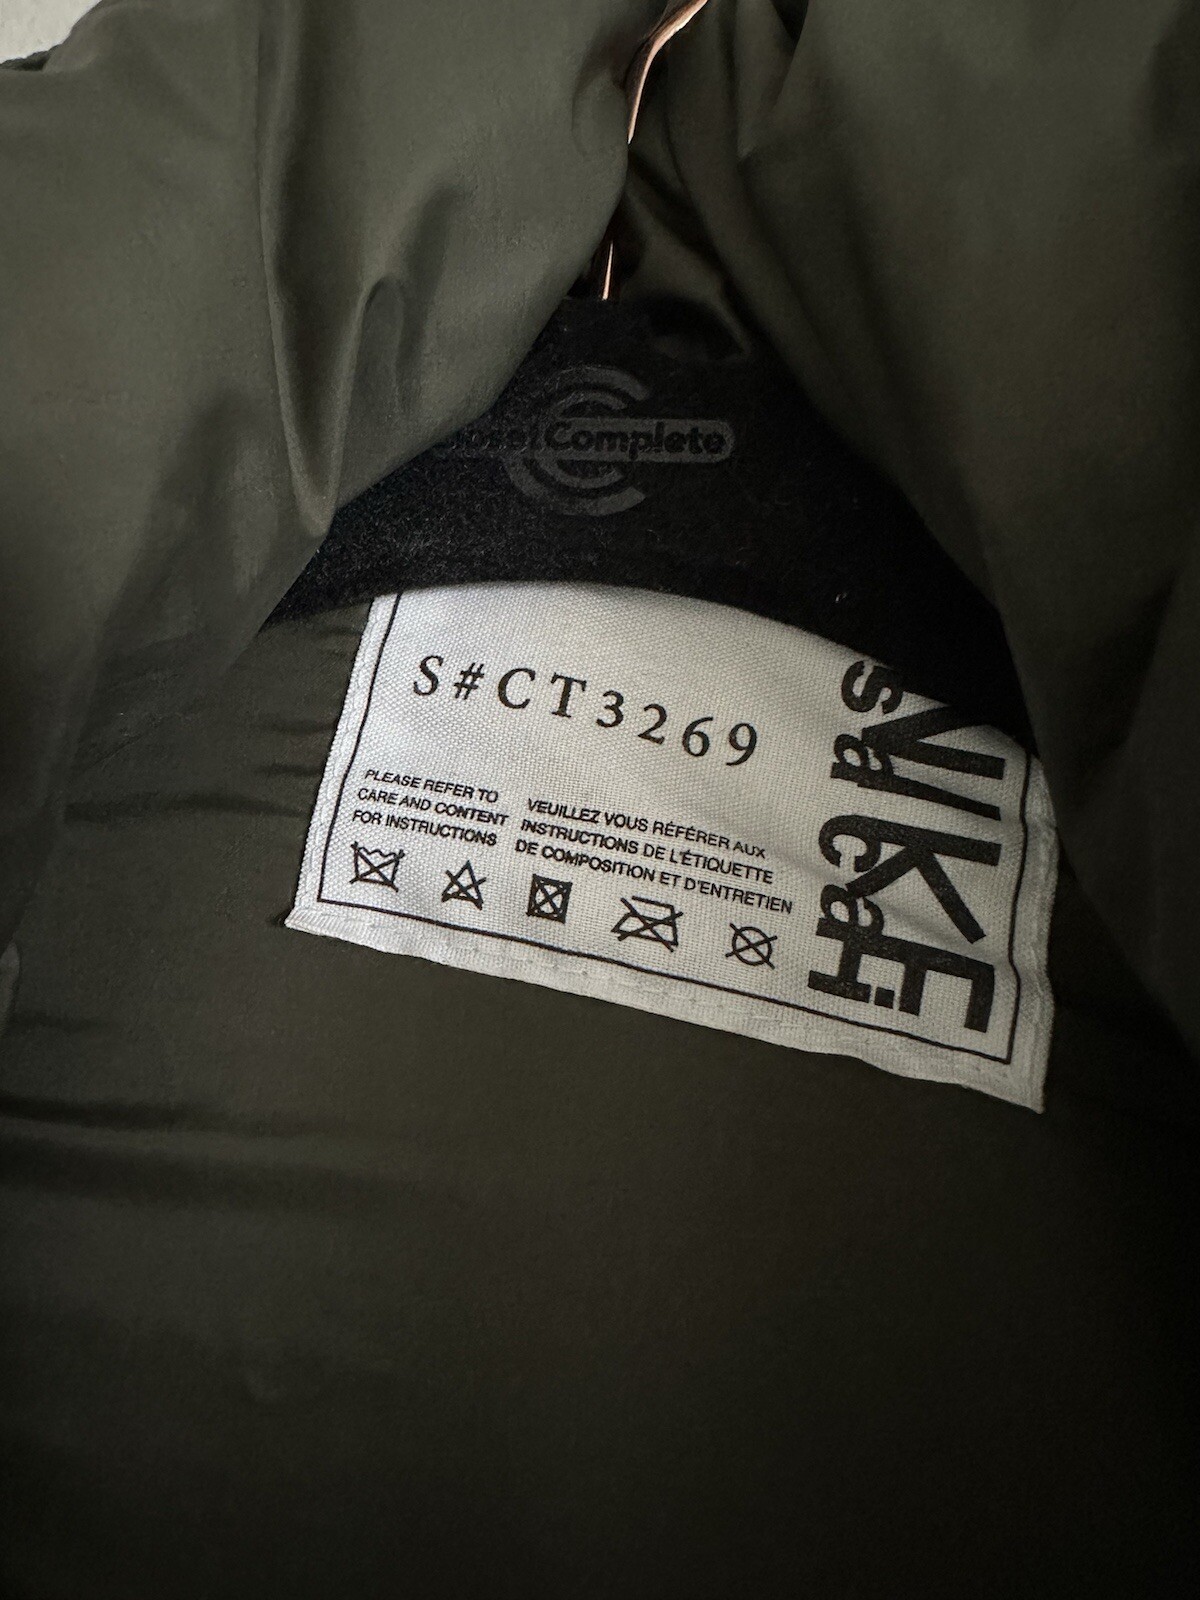 Complete
S#CT3269
PLEASE REFER TO
CARE AND CONTENT
FOR INSTRUCTIONS
VEUILLEZ VOUS RÉFÉRER AUX
INSTRUCTIONS DE L'ÉTIQUETTE
DE COMPOSITION ET D'ENTRETIEN
NIKE
sacai